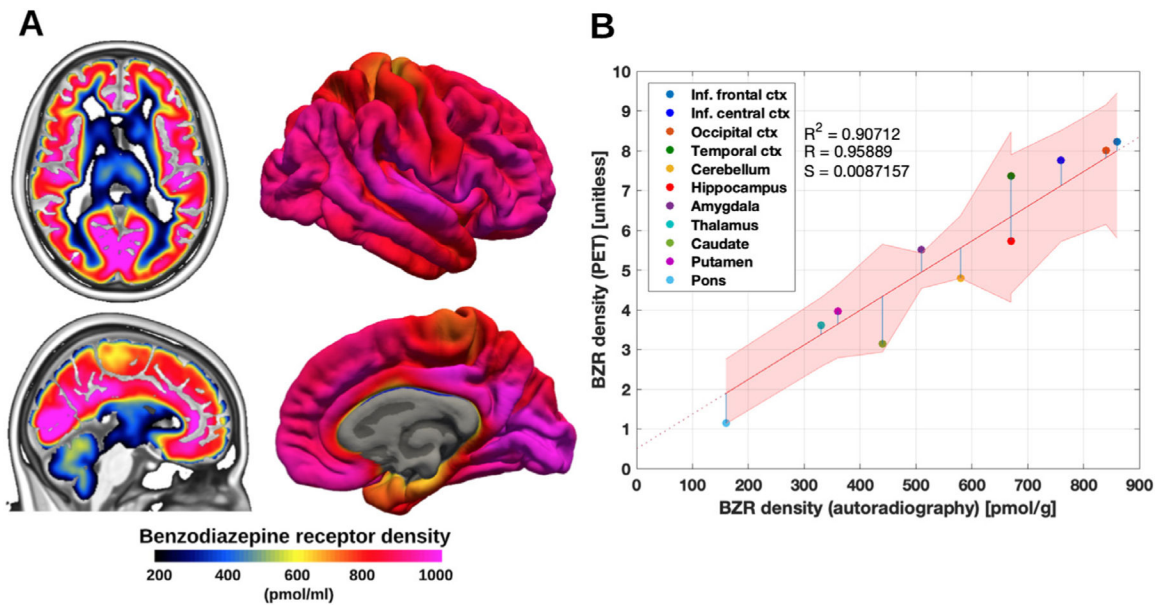 A
B
Benzodiazepine receptor density
200 400 600 800 1000
(pmol/ml)
BZR density (PET) [unitless]
10
9
8
7
6
5
4
3
2
1
0
Inf. frontal ctx
Inf. central ctx
Occipital ctx
Temporal ctx
Cerebellum
Hippocampus
Amygdala
Thalamus
Caudate
Putamen
Pons
R² = 0.90712
R = 0.95889
S = 0.0087157
0 100 200 300 400 500 600 700 800 900
BZR density (autoradiography) [pmol/g]